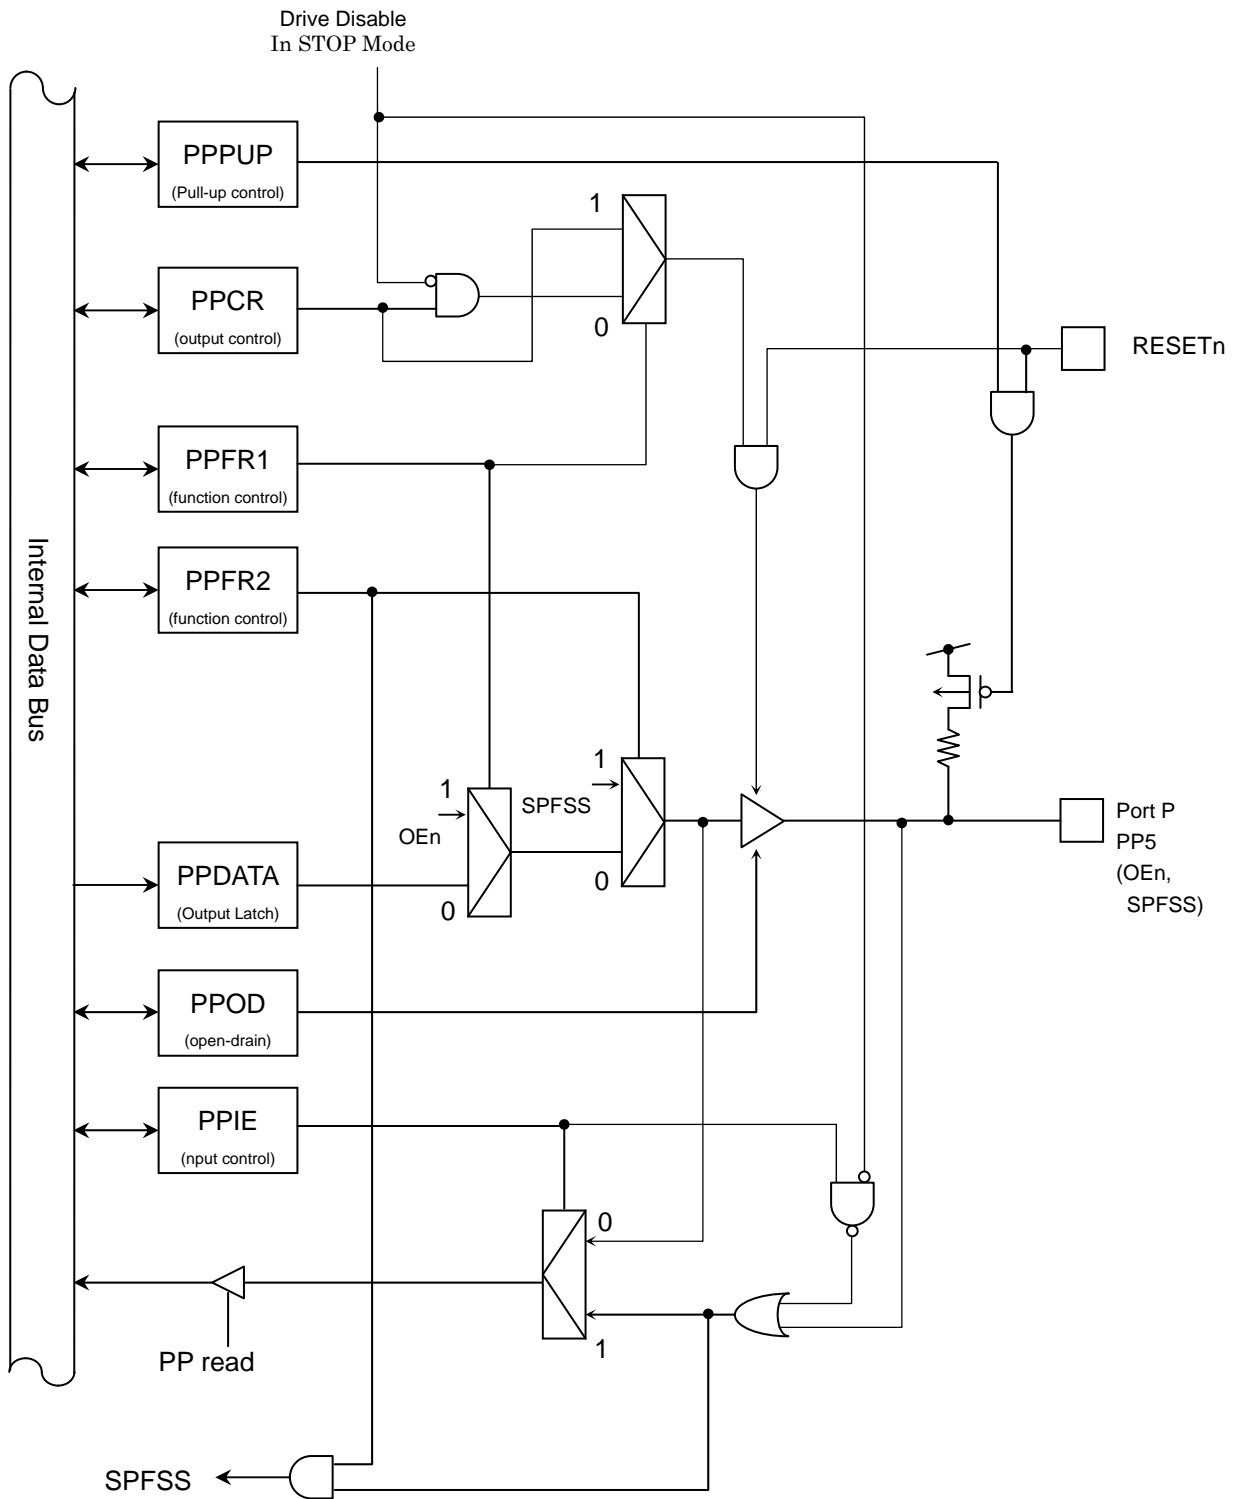 Drive Disable
In STOP Mode
PPPUP
(Pull-up control)
1
PPCR
(output control)
0
RESETn
PPFR1
(function control)
Internal Data Bus
PPFR2
(function control)
1
1
SPFSS
OEn
Port P
PP5
(OEn,
SPFSS)
PPDATA
(Output Latch)
0
0
PPOD
(open-drain)
PPIE
(nput control)
0
1
PP read
SPFSS